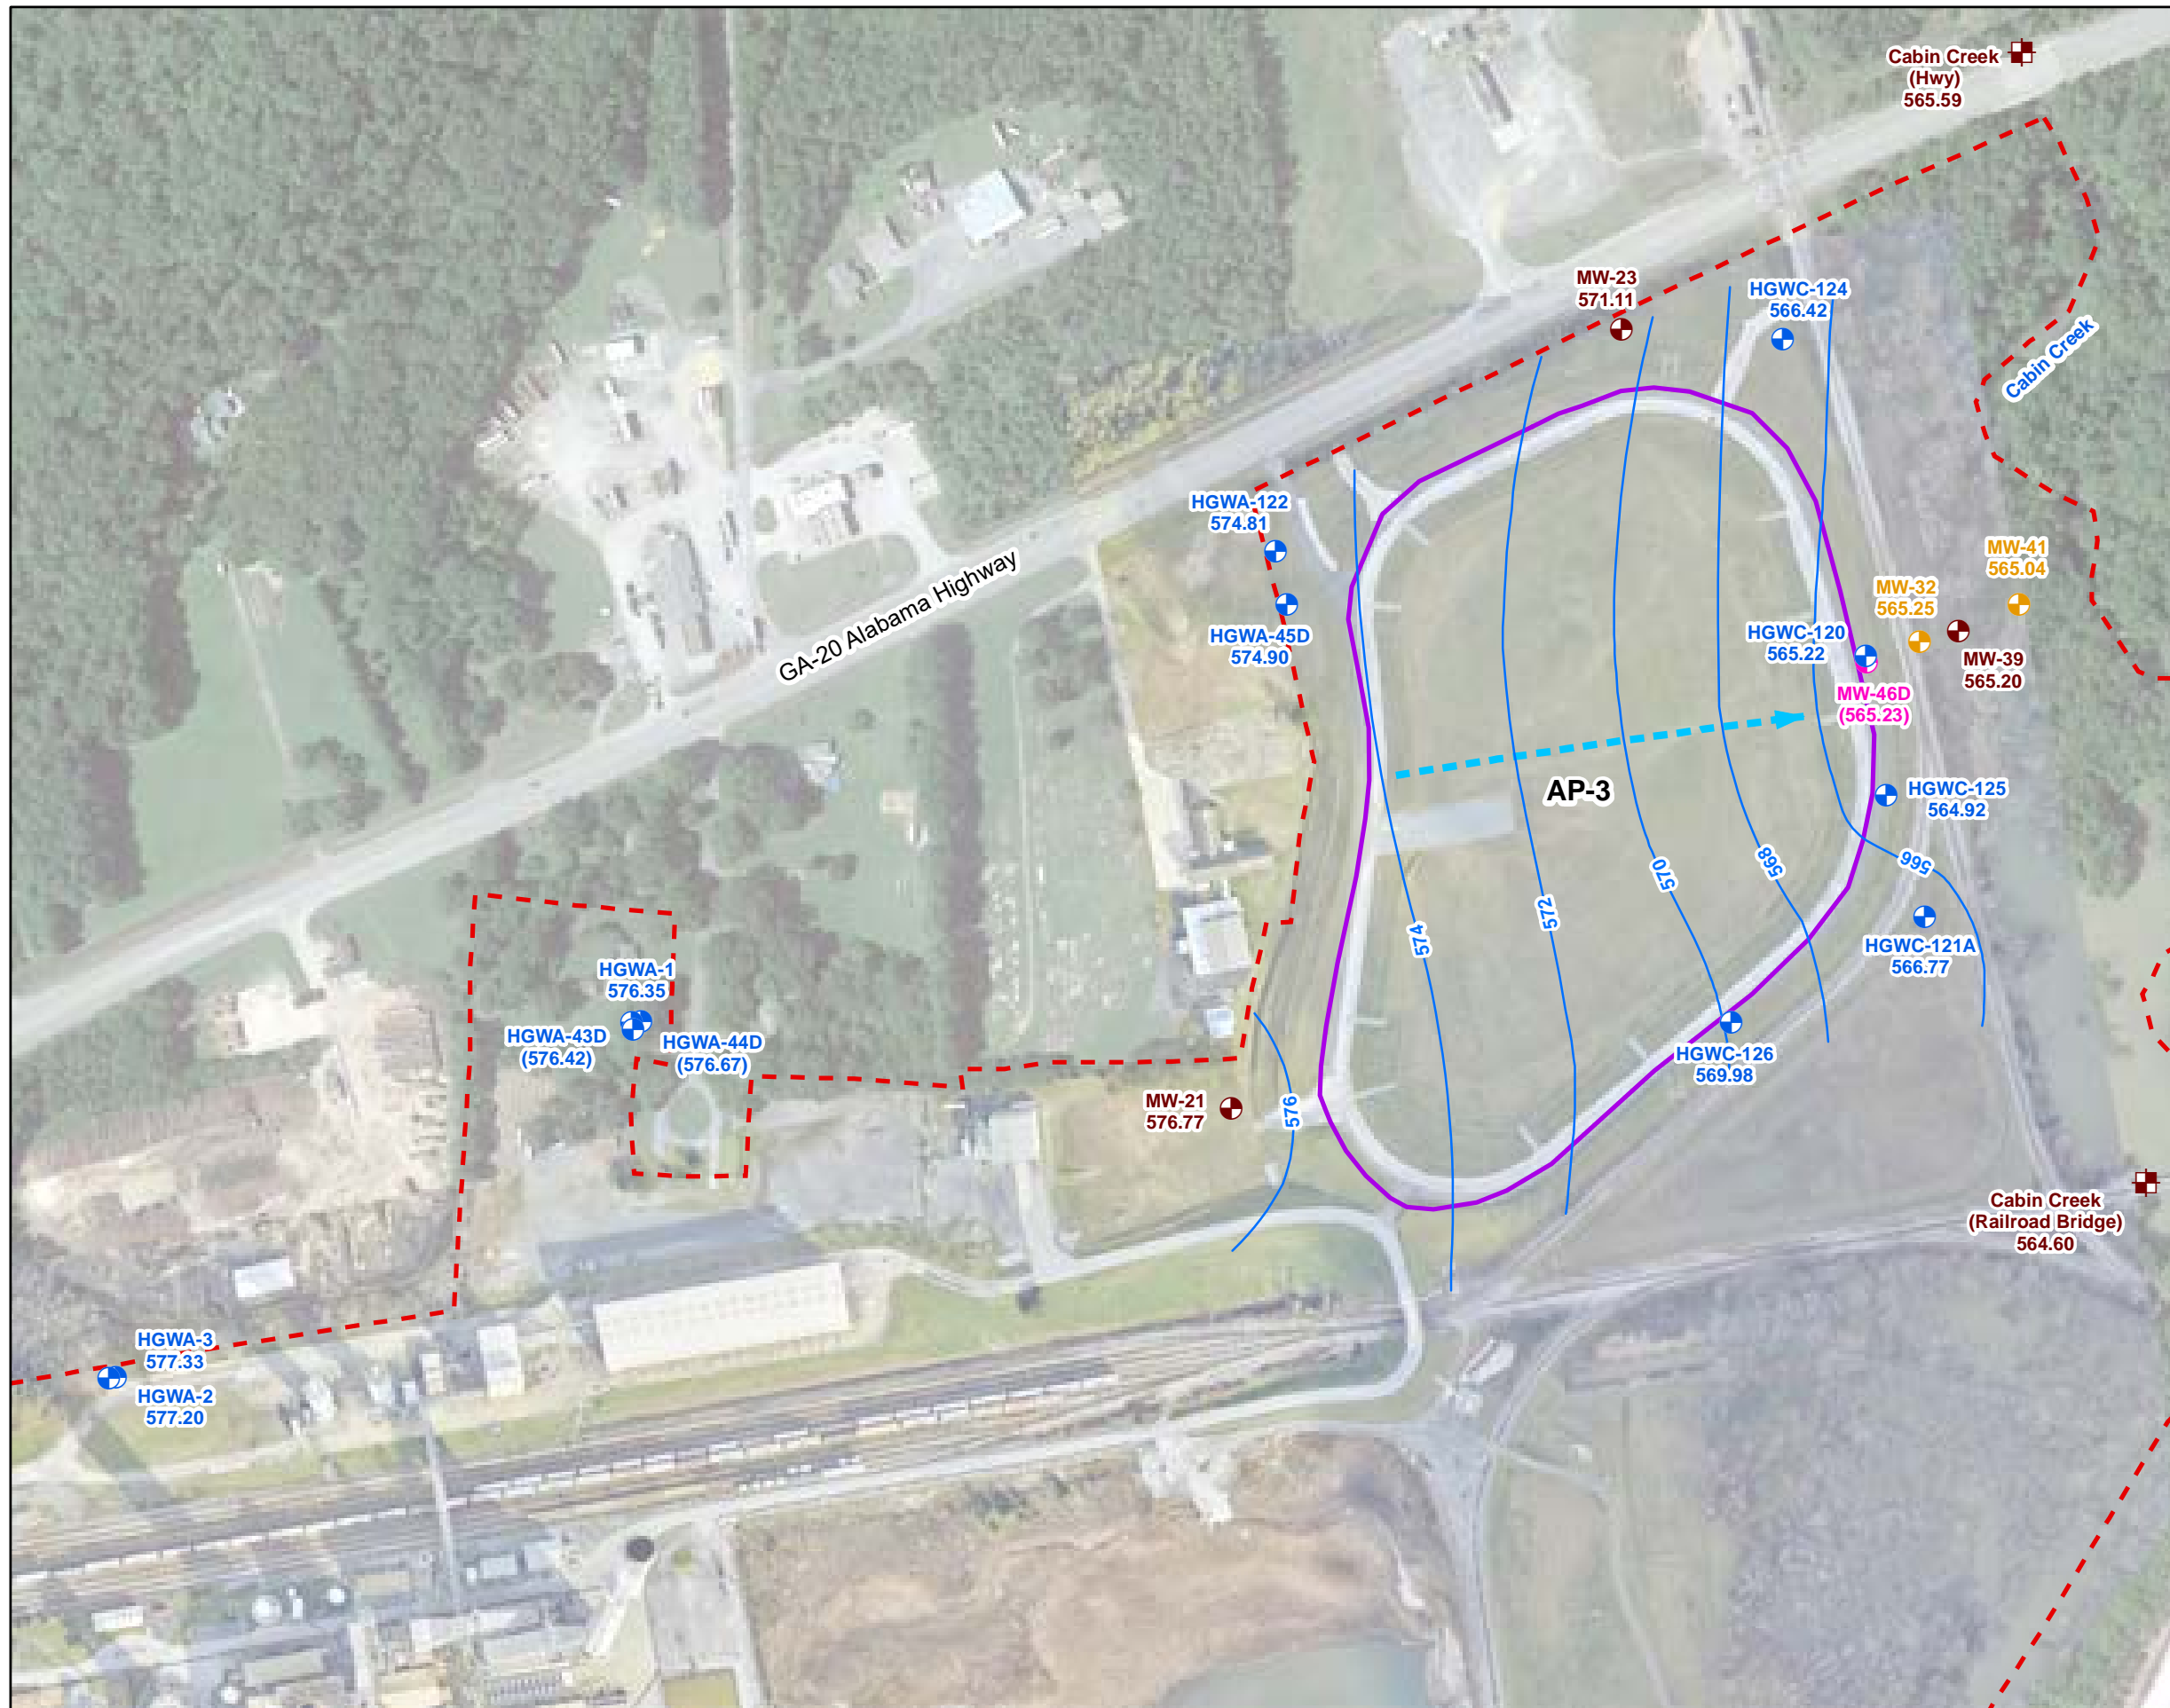 Cabin Creek
(Hwy)
565.59
MW-23
571.11
HGWC-124
566.42
Cabin Creek
HGWA-122
574.81
GA-20 Alabama Highway
HGWA-45D
574.90
MW-41
565.04
MW-32
565.25
HGWC-120
565.22
MW-39
565.20
MW-46D
(565.23)
AP-3
HGWC-125
564.92
566
568
570
572
574
HGWC-121A
566.77
HGWA-1
576.35
HGWA-43D
(576.42)
HGWA-44D
(576.67)
HGWC-126
569.98
MW-21
576.77
576
Cabin Creek
(Railroad Bridge)
564.60
HGWA-3
577.33
HGWA-2
577.20